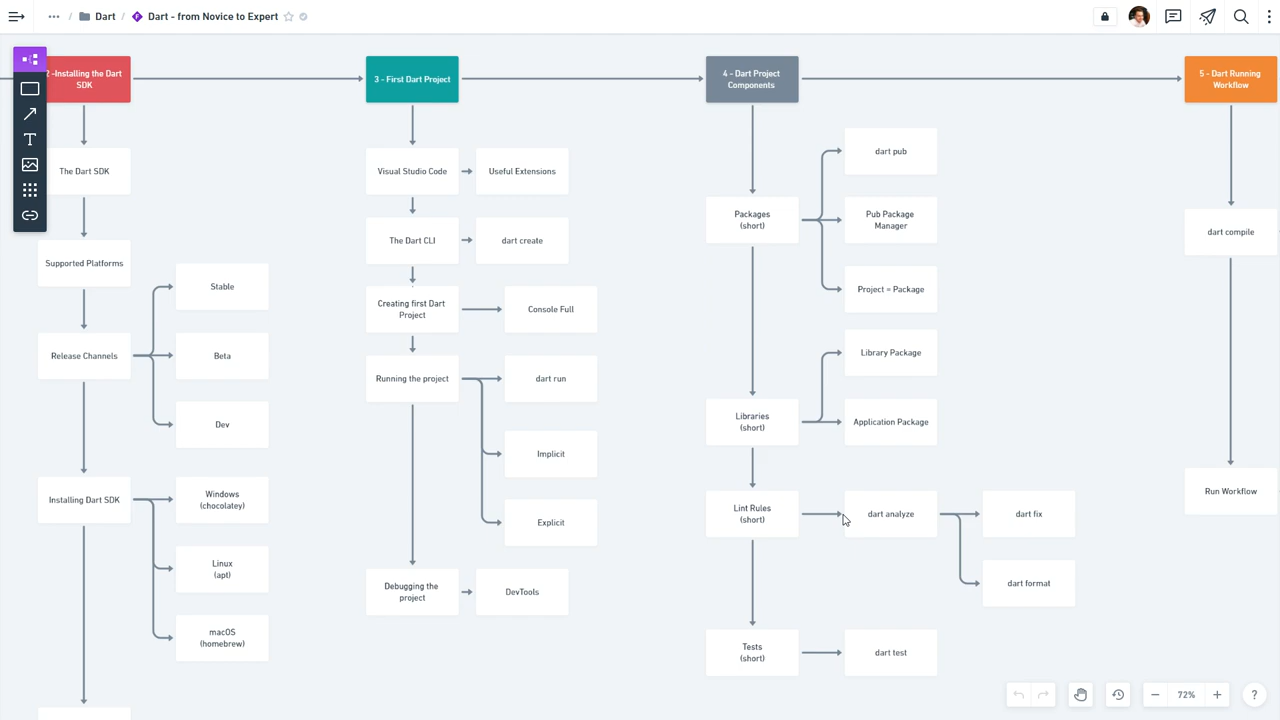 Dart
Dart - from Novice to Expert
2 -Installing the Dart
SDK
3 - First Dart Project
4 - Dart Project
Components
5 - Dart Running
Workflow
The Dart SDK
Supported Platforms
Release Channels
Stable
Beta
Dev
Installing Dart SDK
Windows
(chocolatey)
Linux
(apt)
macOS
(homebrew)
Visual Studio Code
Useful Extensions
The Dart CLI
dart create
Creating first Dart
Project
Console Full
Running the project
dart run
Implicit
Explicit
Debugging the
project
DevTools
Packages
(short)
dart pub
Pub Package
Manager
Project = Package
Libraries
(short)
Library Package
Application Package
Lint Rules
(short)
dart analyze
dart fix
dart format
Tests
(short)
dart test
dart compile
Run Workflow
72%